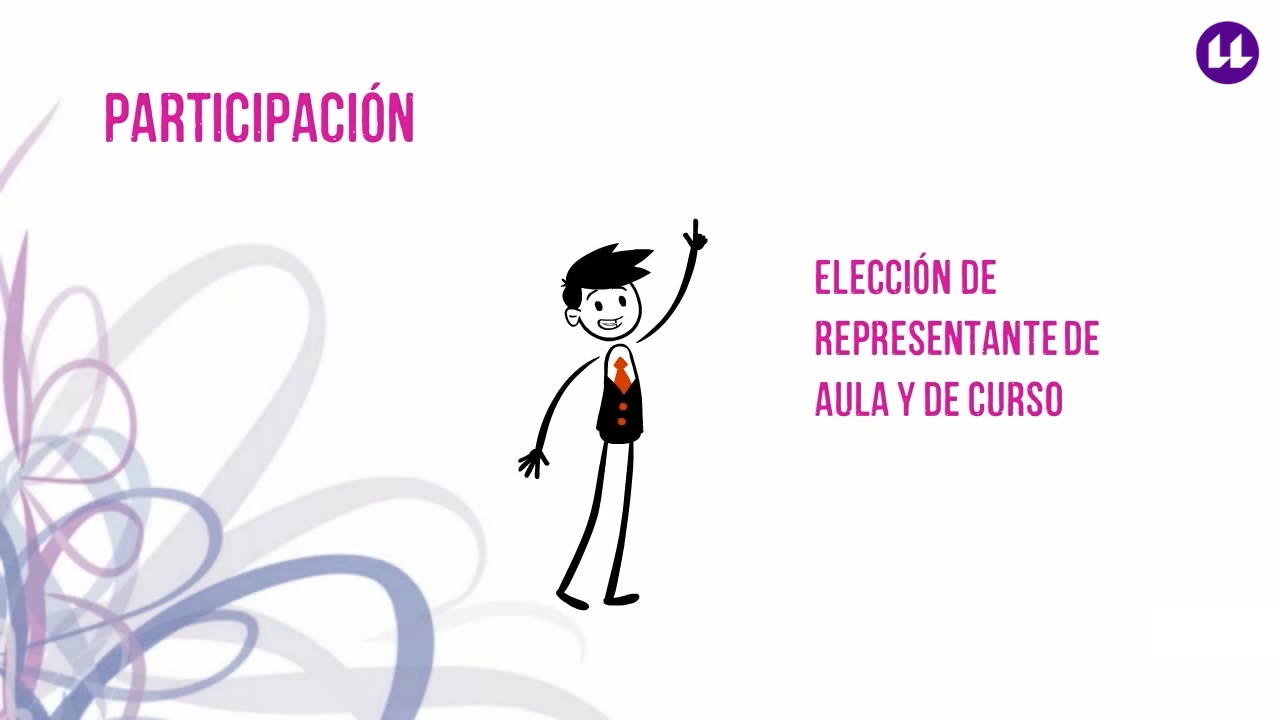 PARTICIPACIÓN
ELECCIÓN DE
REPRESENTANTE DE
AULA Y DE CURSO